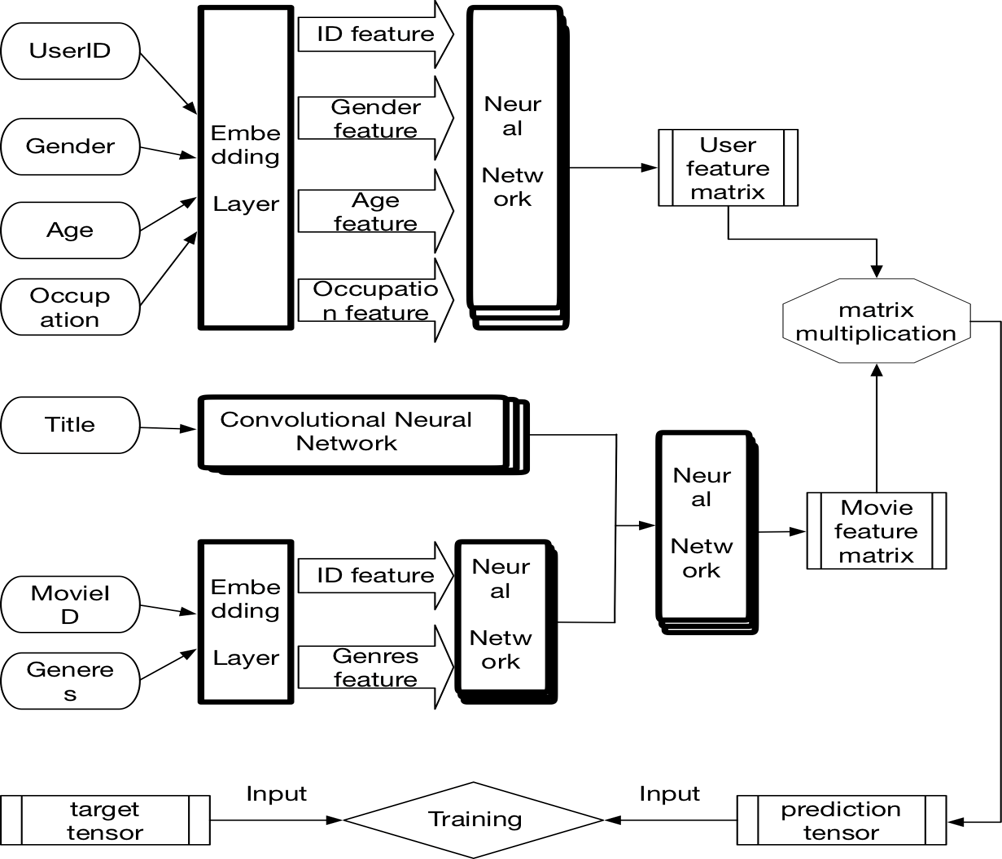 UserID
Gender
Age
Occup
ation
Embe
dding
Layer
ID feature
Gender
feature
Age
feature
Occupatio
n feature
Neur
al
Netw
ork
User
feature
matrix
matrix
multiplication
Title
Convolutional Neural
Network
MovieI
D
Genere
s
Embe
dding
Layer
ID feature
Genres
feature
Neur
al
Netw
ork
Neur
al
Netw
ork
Movie
feature
matrix
target
tensor
Input
Training
Input
prediction
tensor